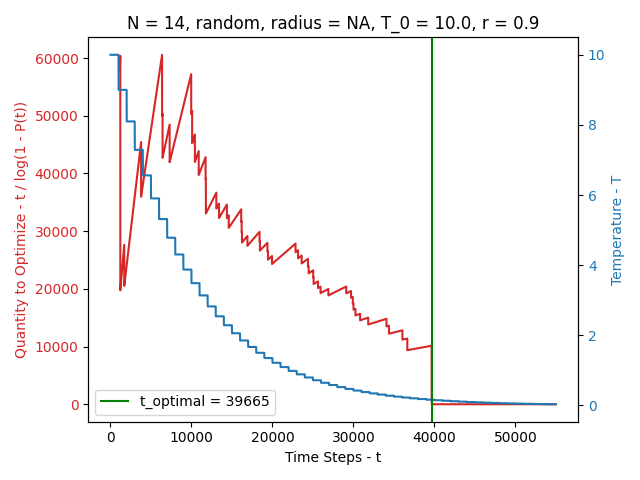 N = 14, random, radius = NA, T_0 = 10.0, r = 0.9
Quantity to Optimize - t / log(1 - P(t))
60000
50000
40000
30000
20000
10000
0
10
8
6
4
2
0
Temperature - T
t_optimal = 39665
0 10000 20000 30000 40000 50000
Time Steps - t